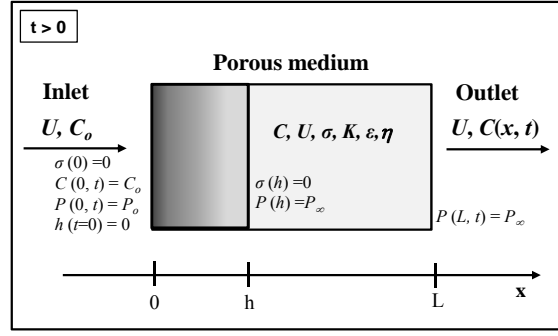 t > 0
Porous medium
Inlet
U, Cₒ
σ (0) =0
C (0, t) = Cₒ
P (0, t) = Pₒ
h (t=0) = 0
C, U, σ, K, ε, η
σ (h) =0
P (h) =P∞
Outlet
U, C(x, t)
P (L, t) = P∞
0
h
L
x